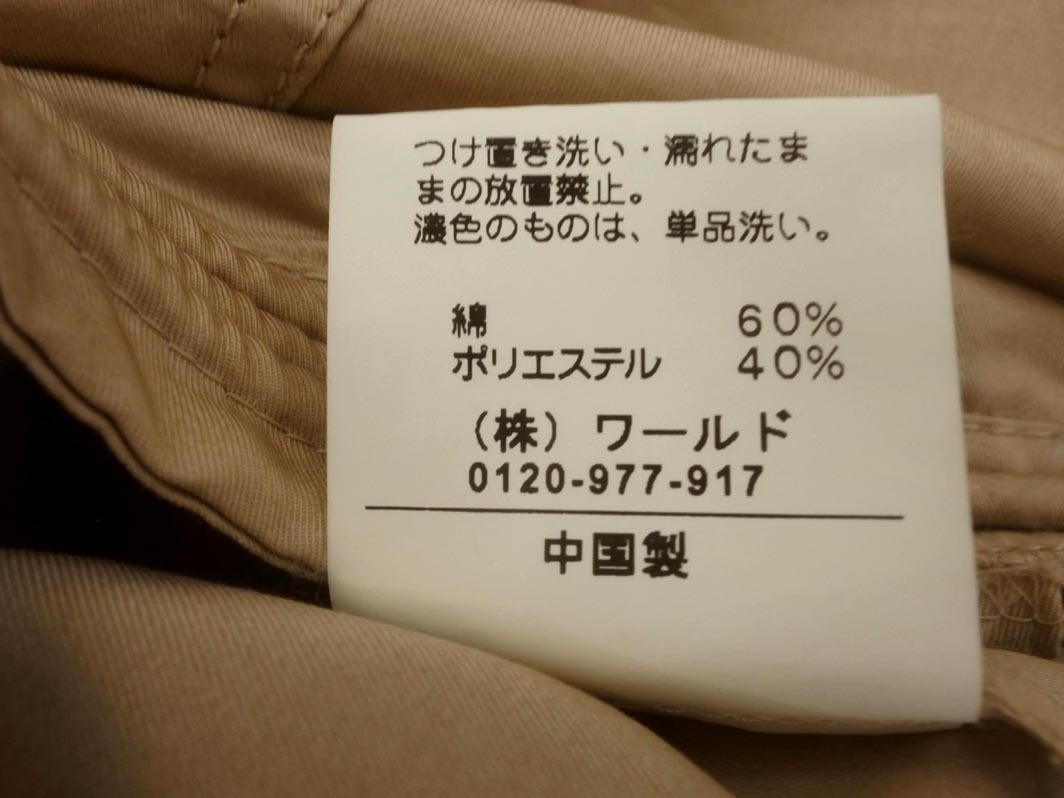 つけ置き洗い・濡れたま
まの放置禁止。
濃色のものは、単品洗い。
綿 60%
ポリエステル 40%
（株）ワールド
0120-977-917
中国製